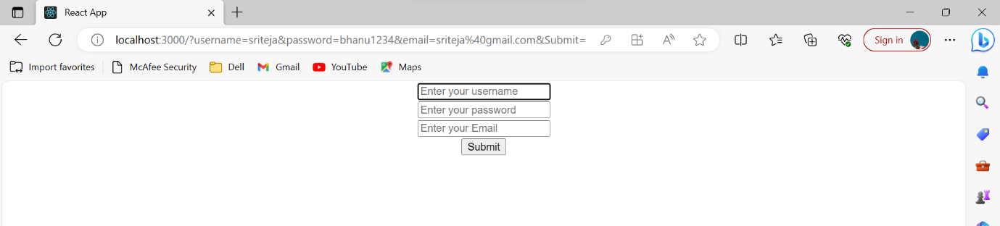 React App
localhost:3000/?username=sriteja&password=bhanu1234&email=sriteja%40gmail.com&Submit=
Sign in
Import favorites McAfee Security Dell Gmail YouTube Maps
Enter your username
Enter your password
Enter your Email
Submit